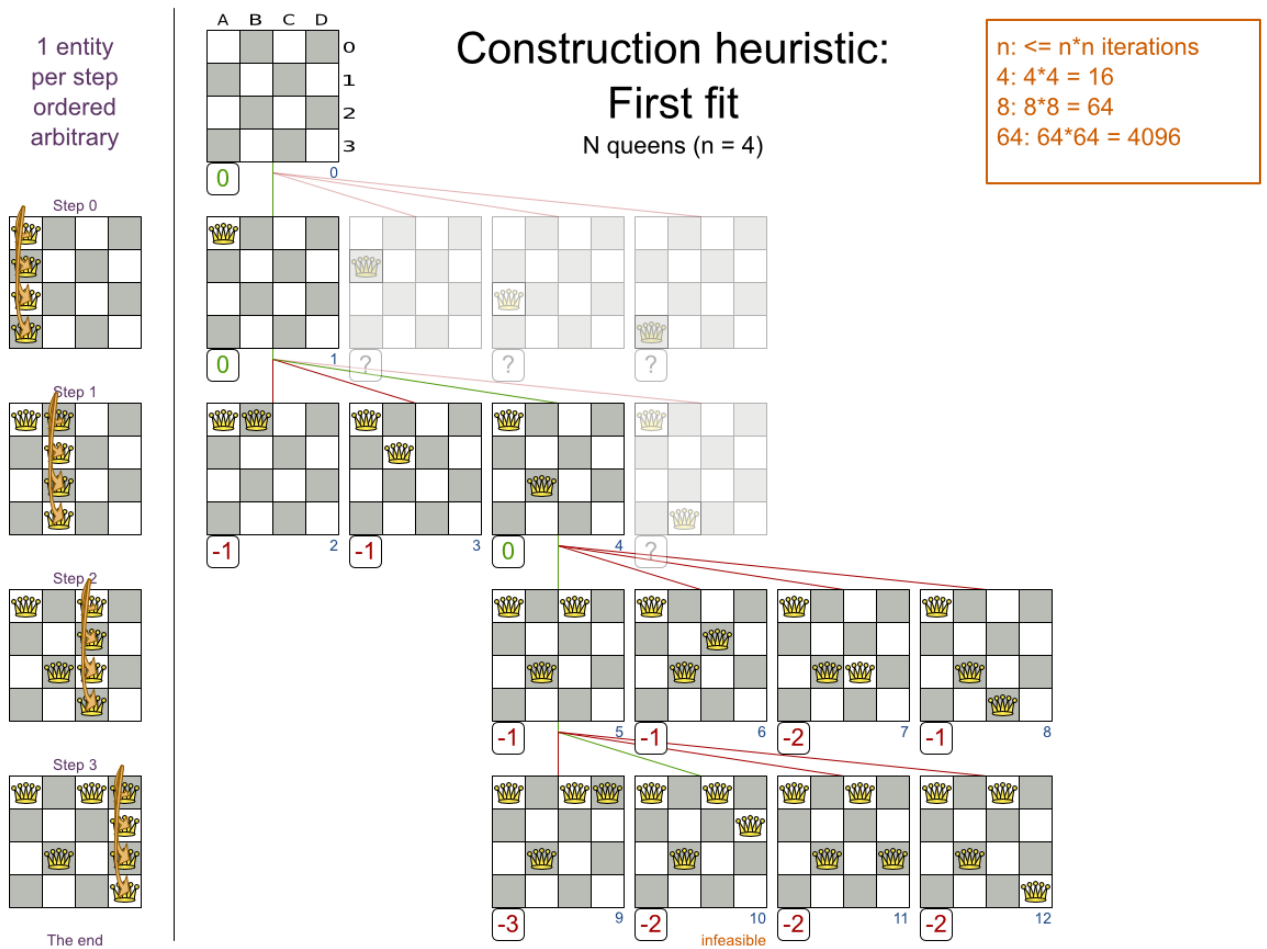 Construction heuristic:
First fit
N queens (n = 4)
1 entity
per step
ordered
arbitrary
n: <= n*n iterations
4: 4*4 = 16
8: 8*8 = 64
64: 64*64 = 4096
A B C D
0
1
2
3
0 0
Step 0
0 1 ? ? ?
Step 1
-1 2 -1 3 0 4 ?
Step 2
-1 5 -1 6 -2 7 -1 8
Step 3
-3 9 -2 10 -2 11 -2 12
The end
infeasible